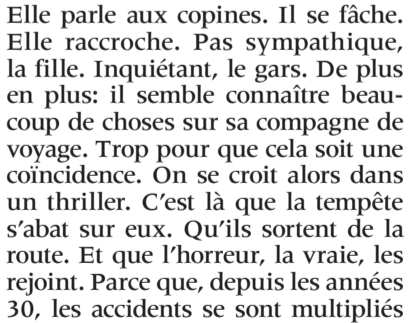 Elle parle aux copines. Il se fâche.
Elle raccroche. Pas sympathique,
la fille. Inquiétant, le gars. De plus
en plus: il semble connaître beau-
coup de choses sur sa compagne de
voyage. Trop pour que cela soit une
coïncidence. On se croit alors dans
un thriller. C’est là que la tempête
s’abat sur eux. Qu’ils sortent de la
route. Et que l’horreur, la vraie, les
rejoint. Parce que, depuis les années
30, les accidents se sont multipliés